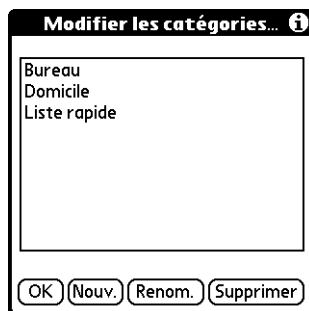 Modifier les catégories...
Bureau
Domicile
Liste rapide
OK Nouv. Renom. Supprimer